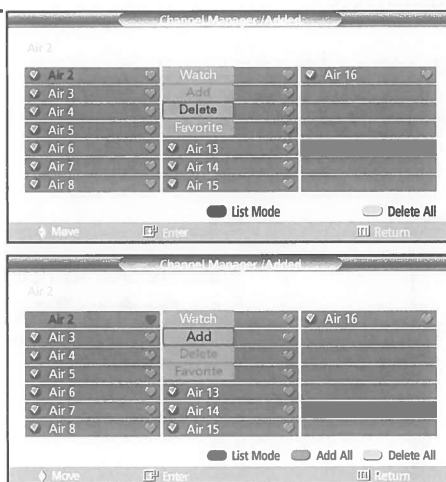 Channel Manager /Added
Air 2
Air 2 Watch Air 16
Air 3 Add
Air 4 Delete
Air 5 Favorite
Air 6 Air 13
Air 7 Air 14
Air 8 Air 15
List Mode Delete All
Move Enter Return
Channel Manager /Added
Air 2
Air 2 Watch Air 16
Air 3 Add
Air 4 Delete
Air 5 Favorite
Air 6 Air 13
Air 7 Air 14
Air 8 Air 15
List Mode Add All Delete All
Move Enter Return